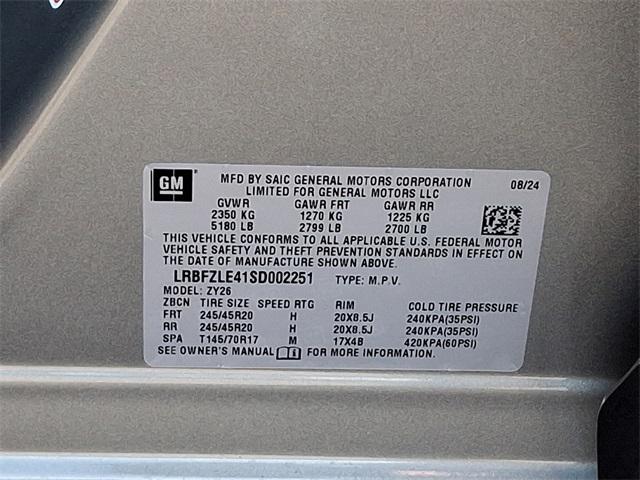 GM
MFD BY SAIC GENERAL MOTORS CORPORATION 08/24
LIMITED FOR GENERAL MOTORS LLC
GVWR GAWR FRT GAWR RR
2350 KG 1270 KG 1225 KG
5180 LB 2799 LB 2700 LB
THIS VEHICLE CONFORMS TO ALL APPLICABLE U.S. FEDERAL MOTOR
VEHICLE SAFETY AND THEFT PREVENTION STANDARDS IN EFFECT ON
THE DATE OF MANUFACTURE SHOWN ABOVE.
LRBFZLE41SD002251 TYPE: M.P.V.
MODEL: ZY26
ZBCN TIRE SIZE SPEED RTG RIM COLD TIRE PRESSURE
FRT 245/45R20 H 20X8.5J 240KPA(35PSI)
RR 245/45R20 H 20X8.5J 240KPA(35PSI)
SPA T145/70R17 M 17X4B 420KPA(60PSI)
SEE OWNER'S MANUAL FOR MORE INFORMATION.